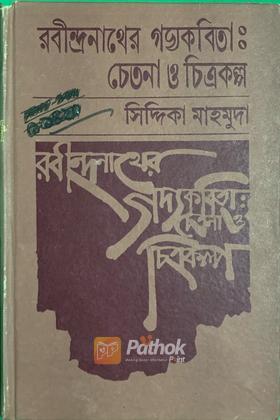 রবীন্দ্রনাথের গদ্যকবিতা:
চেতনা ও চিত্রকল্প
সিদ্দিকা মাহমুদা
রবীন্দ্রনাথের
গদ্যকবিতা:
চেতনা ও
চিত্রকল্প
Pathok
Point